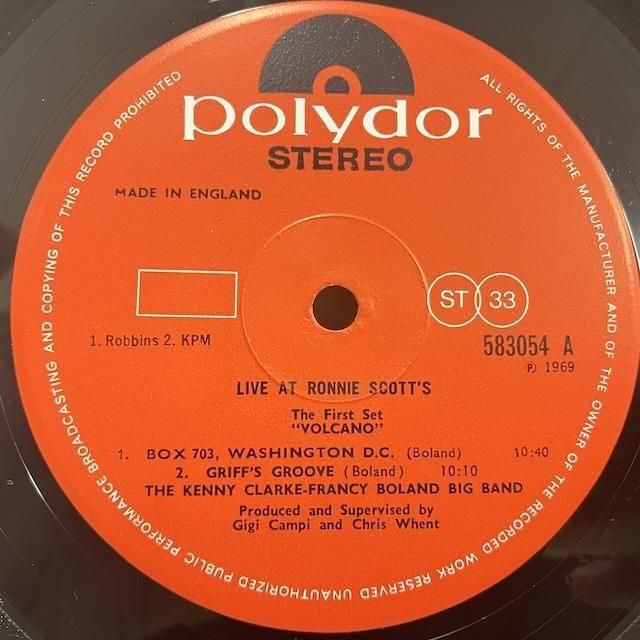 polydor
STEREO
MADE IN ENGLAND
ST 33
1. Robbins 2. KPM
583054 A
℗ 1969
LIVE AT RONNIE SCOTT'S
The First Set
"VOLCANO"
1. BOX 703, WASHINGTON D.C. (Boland) 10:40
2. GRIFF'S GROOVE (Boland) 10:10
THE KENNY CLARKE-FRANCY BOLAND BIG BAND
Produced and Supervised by
Gigi Campi and Chris Whent
ALL RIGHTS OF THE MANUFACTURER AND OF THE OWNER OF THE RECORDED WORK RESERVED UNAUTHORIZED PUBLIC PERFORMANCE BROADCASTING AND COPYING OF THIS RECORD PROHIBITED